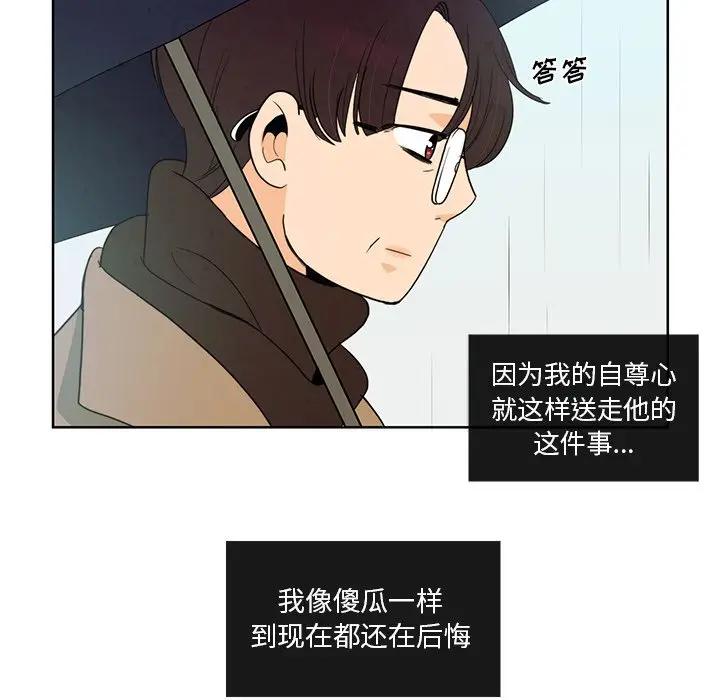 答答
因为我的自尊心
就这样送走他的
这件事...
我像傻瓜一样
到现在都还在后悔